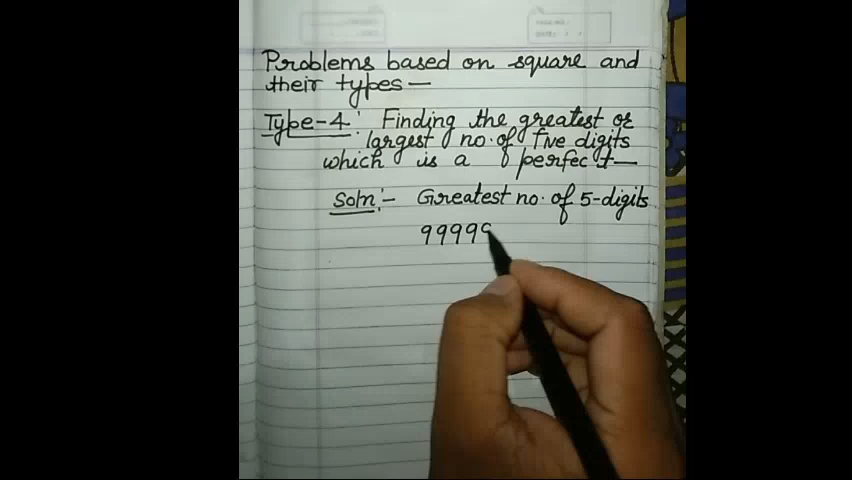 Problems based on square and
their types —
Type-4: Finding the greatest or
largest no. of five digits
which is a perfect —
Soln:- Greatest no. of 5-digits
99999